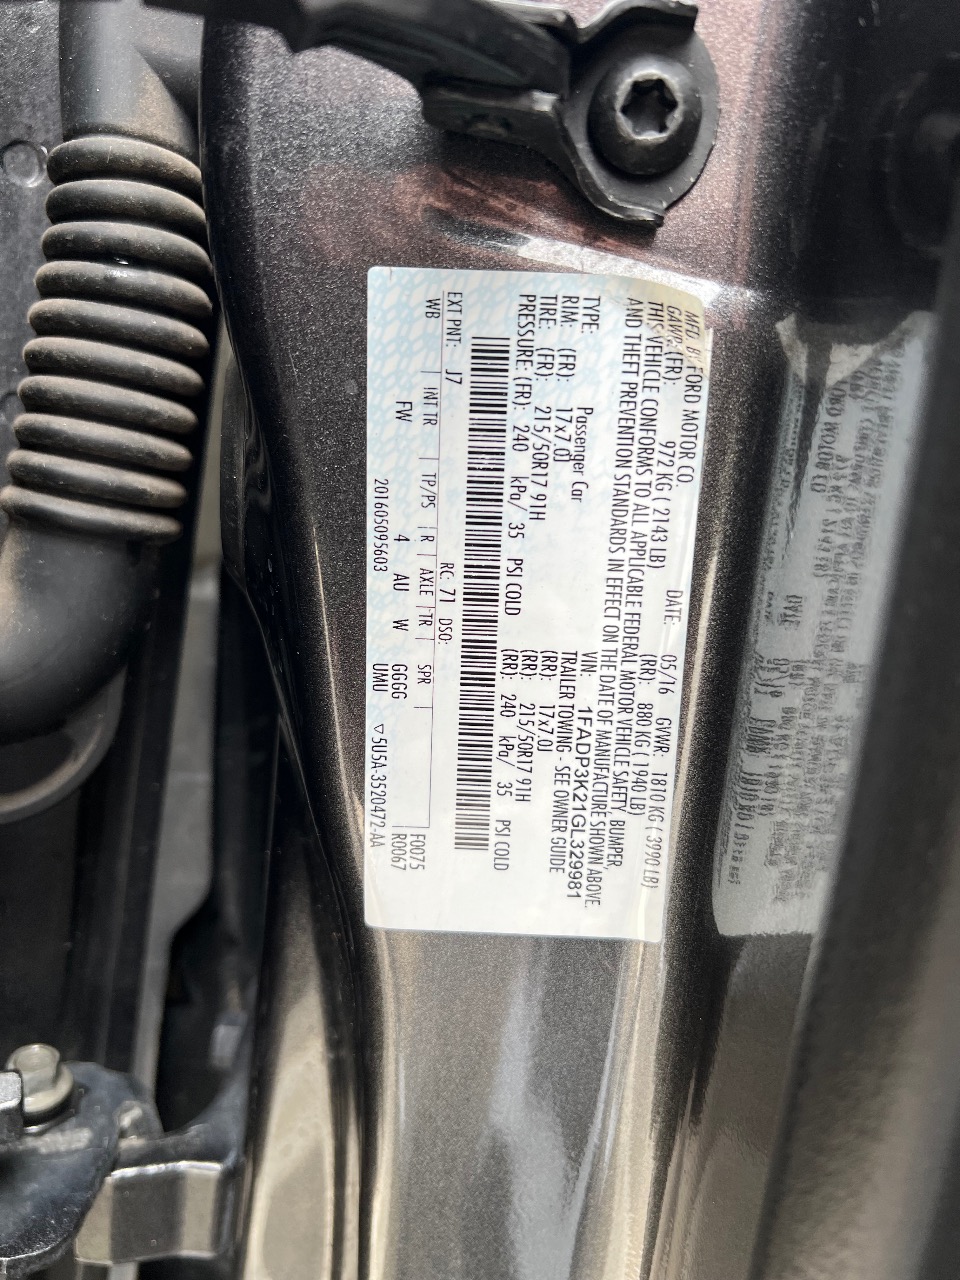 MFD. BY FORD MOTOR CO.
DATE: 05/16 GVWR: 1810 KG ( 3990 LB)
GAWR: (FR): 972 KG ( 2143 LB) (RR): 880 KG ( 1940 LB)
THIS VEHICLE CONFORMS TO ALL APPLICABLE FEDERAL MOTOR VEHICLE SAFETY, BUMPER,
AND THEFT PREVENTION STANDARDS IN EFFECT ON THE DATE OF MANUFACTURE SHOWN ABOVE.
VIN: 1FADP3K21GL329981
TYPE: Passenger Car TRAILER TOWING - SEE OWNER GUIDE
RIM: (FR): 17x7.0J (RR): 17x7.0J
TIRE: (FR): 215/50R17 91H (RR): 215/50R17 91H
PRESSURE: (FR): 240 kPa/ 35 PSI COLD (RR): 240 kPa/ 35 PSI COLD
EXT PNT: J7 RC: 71 DSO:
WB | INT TR | TP/PS | R | AXLE | TR | SPR | F0075
FW 4 AU W GGGG R0067
201605095603 UMU ▽5U5A-3520472-AA